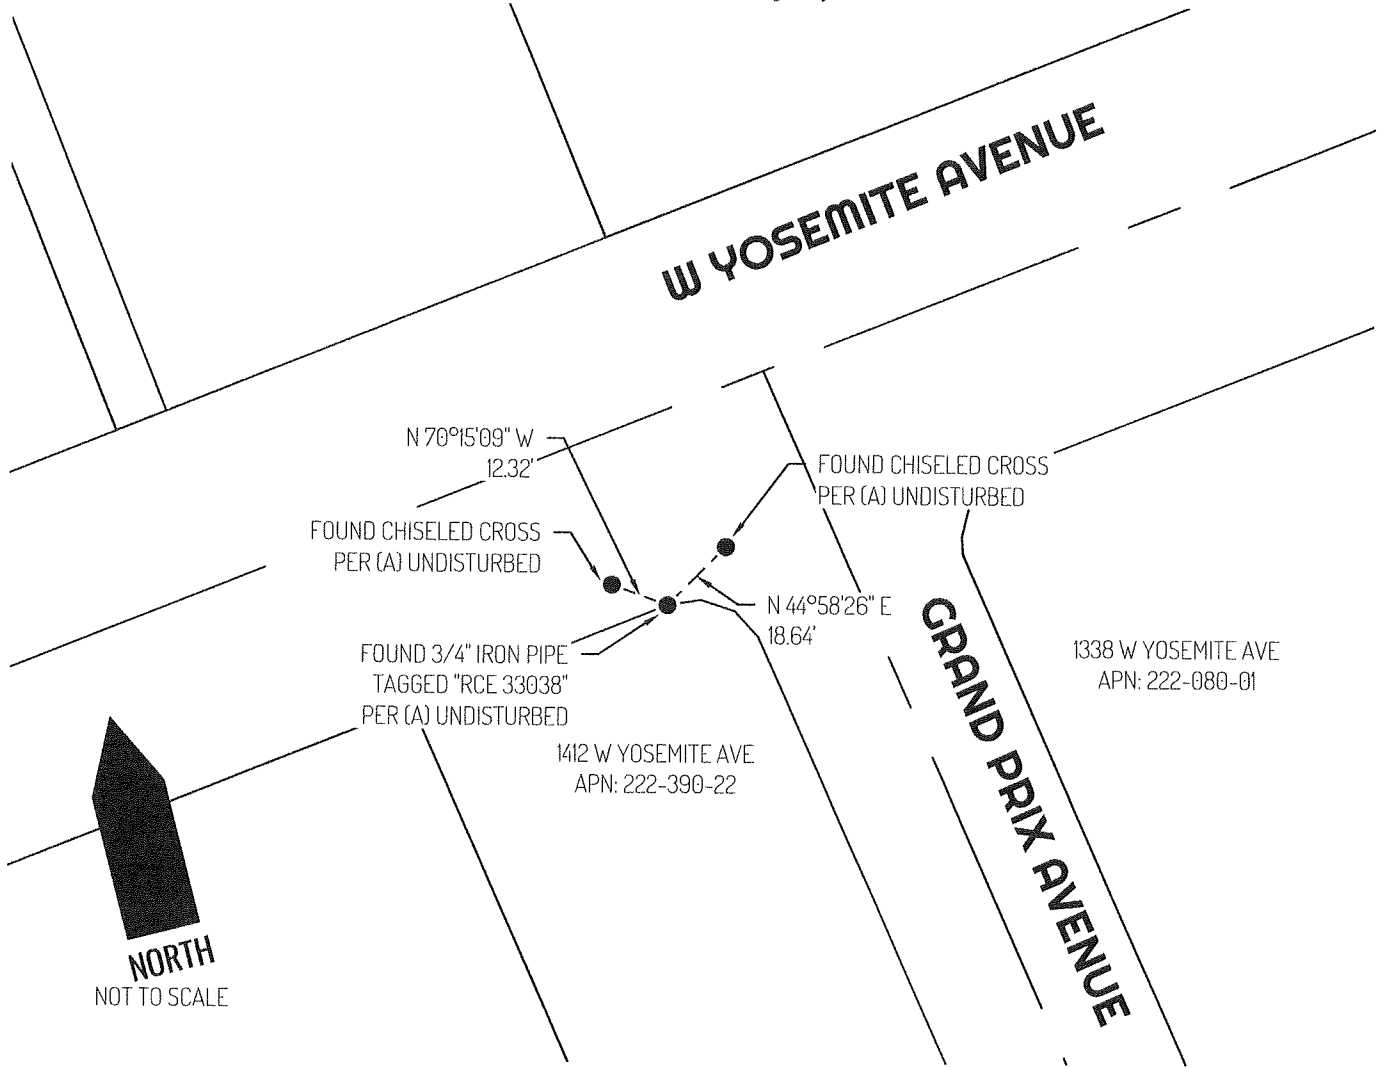 W YOSEMITE AVENUE
N 70°15'09" W
12.32'
FOUND CHISELED CROSS
PER (A) UNDISTURBED
FOUND CHISELED CROSS
PER (A) UNDISTURBED
N 44°58'26" E
18.64'
FOUND 3/4" IRON PIPE
TAGGED "RCE 33038"
PER (A) UNDISTURBED
GRAND PRIX AVENUE
1338 W YOSEMITE AVE
APN: 222-080-01
1412 W YOSEMITE AVE
APN: 222-390-22
NORTH
NOT TO SCALE